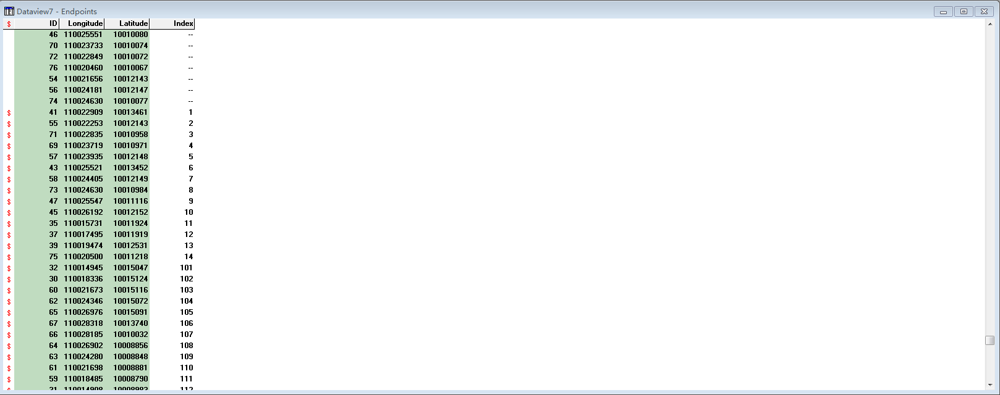 Dataview7 - Endpoints
$ ID Longitude Latitude Index
46 110025551 10010080 --
70 110023733 10010074 --
72 110022849 10010072 --
76 110020460 10010067 --
54 110021656 10012143 --
56 110024181 10012147 --
74 110024630 10010077 --
$ 41 110022909 10013461 1
$ 55 110022253 10012143 2
$ 71 110022835 10010958 3
$ 69 110023719 10010971 4
$ 57 110023935 10012148 5
$ 43 110025521 10013452 6
$ 58 110024405 10012149 7
$ 73 110024630 10010984 8
$ 47 110025547 10011116 9
$ 45 110026192 10012152 10
$ 35 110015731 10011924 11
$ 37 110017495 10011919 12
$ 39 110019474 10012531 13
$ 75 110020500 10011218 14
$ 32 110014945 10015047 101
$ 30 110018336 10015124 102
$ 60 110021673 10015116 103
$ 62 110024346 10015072 104
$ 65 110026976 10015091 105
$ 67 110028318 10013740 106
$ 66 110028185 10010032 107
$ 64 110026902 10008856 108
$ 63 110024280 10008848 109
$ 61 110021698 10008881 110
$ 59 110018485 10008790 111
$ 31 112